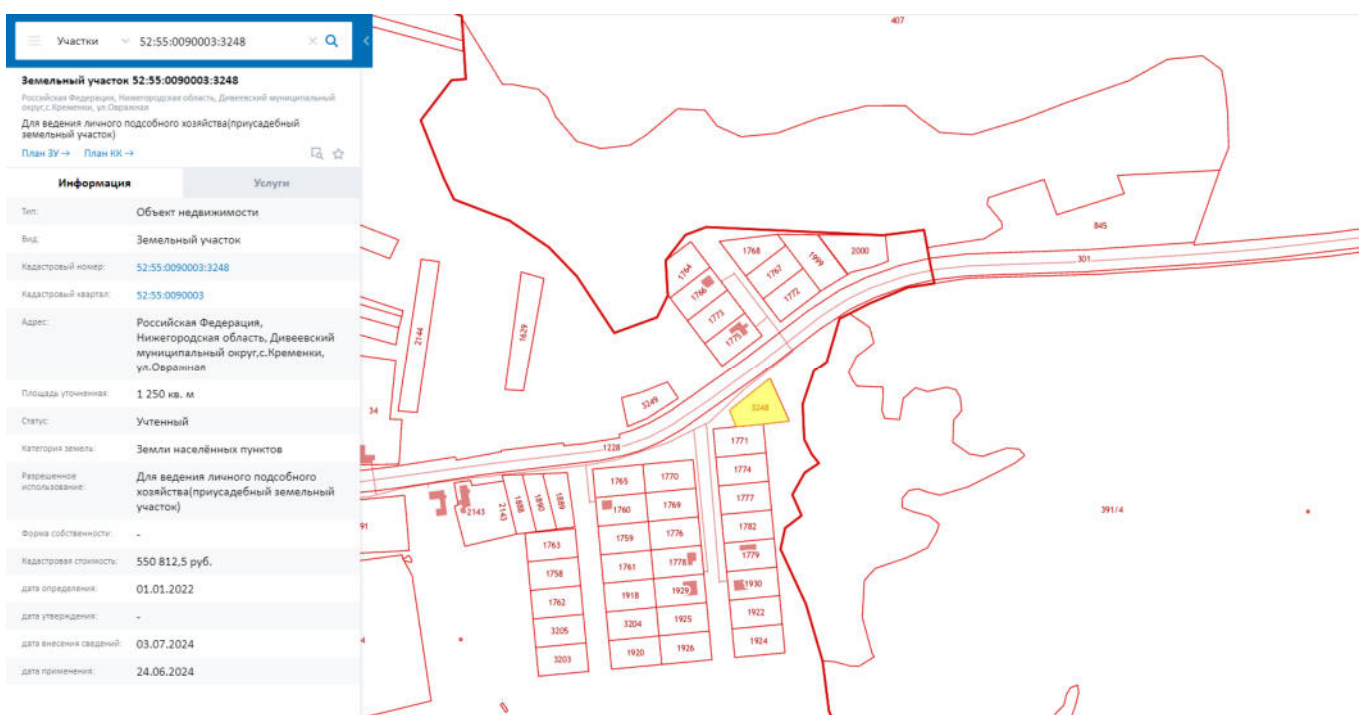 Участки 52:55:0090003:3248
Земельный участок 52:55:0090003:3248
Российская Федерация, Нижегородская область, Дивеевский муниципальный
округ,с.Кременки, ул.Овражная
Для ведения личного подсобного хозяйства(приусадебный
земельный участок)
План ЗУ → План КК →
Информация Услуги
Тип: Объект недвижимости
Вид: Земельный участок
Кадастровый номер: 52:55:0090003:3248
Кадастровый квартал: 52:55:0090003
Адрес: Российская Федерация,
Нижегородская область, Дивеевский
муниципальный округ,с.Кременки,
ул.Овражная
Площадь уточненная: 1 250 кв. м
Статус: Учтенный
Категория земель: Земли населённых пунктов
Разрешенное
использование:
Для ведения личного подсобного
хозяйства(приусадебный земельный
участок)
Форма собственности: -
Кадастровая стоимость: 550 812,5 руб.
дата определения: 01.01.2022
дата утверждения: -
дата внесения сведений: 03.07.2024
дата применения: 24.06.2024
407
845
301
1768
2000
1999
1764
1767
1766
1772
1773
1775
2144
1629
34
3249
3248
1228
1771
1765
1770
1774
1888
1890
1889
2143
2143
1760
1769
1777
391/4
91
1763
1759
1776
1782
1758
1761
1778
1779
1762
1918
1929
1930
3205
3204
1925
1922
3203
1920
1926
1924
4